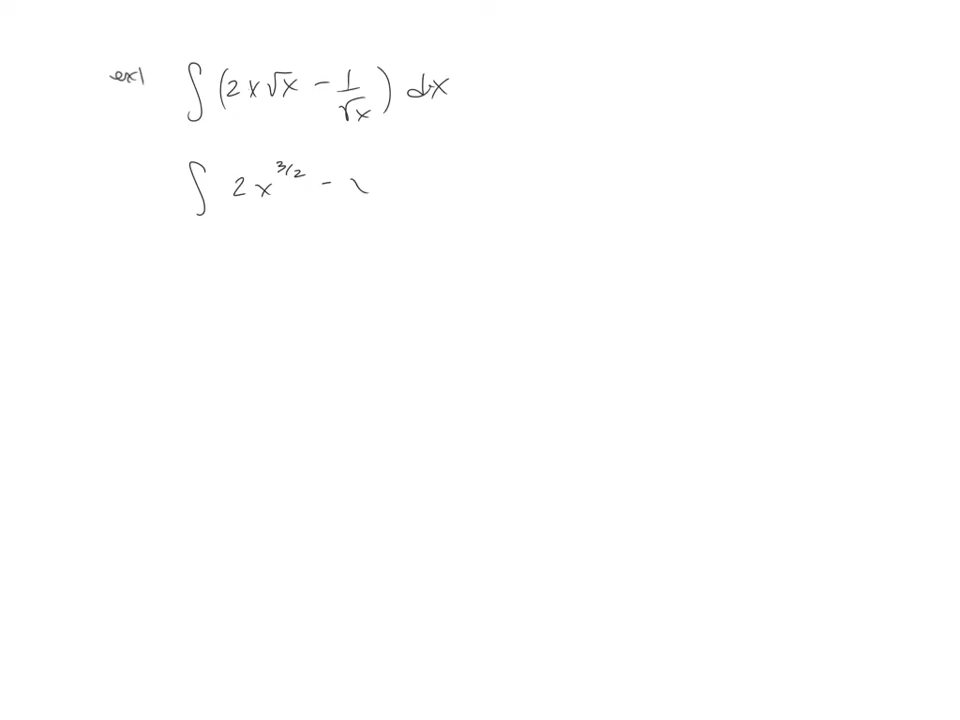 ex1 ∫ (2x√x - 1/√x) dx
∫ 2x^{3/2} -